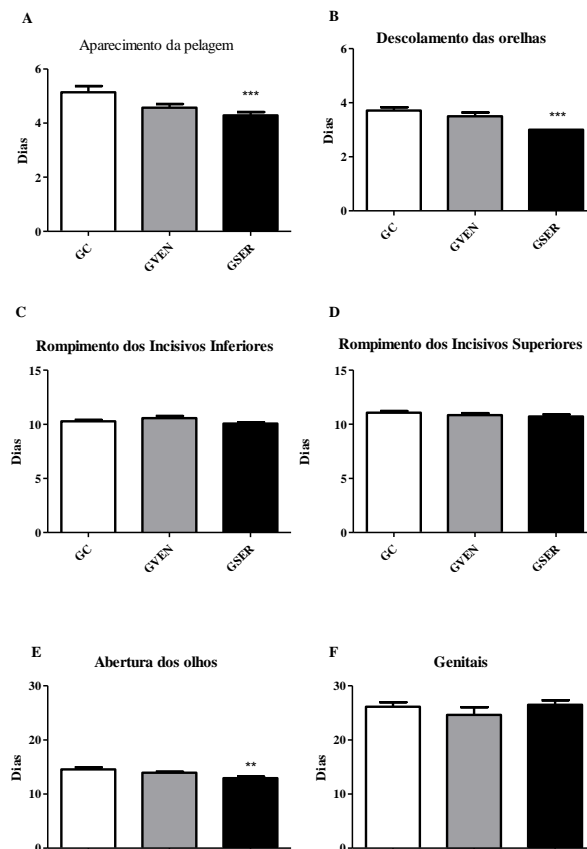 A
Aparecimento da pelagem
6
4
2
0
Dias
***
GC
GVEN
GSER
B
Descolamento das orelhas
6
4
2
0
Dias
***
GC
GVEN
GSER
C
Rompimento dos Incisivos Inferiores
15
10
5
0
Dias
GC
GVEN
GSER
D
Rompimento dos Incisivos Superiores
15
10
5
0
Dias
GC
GVEN
GSER
E
Abertura dos olhos
30
20
10
0
Dias
**
F
Genitais
30
20
10
0
Dias